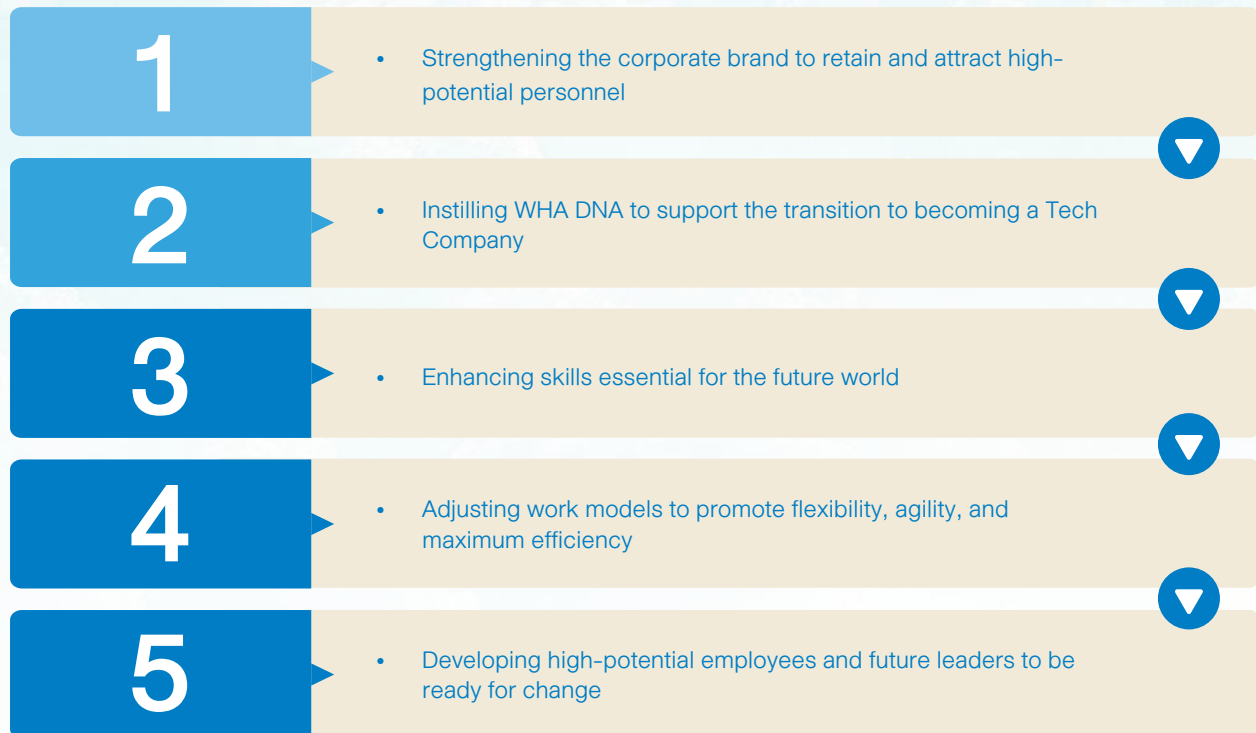 1
• Strengthening the corporate brand to retain and attract high-
potential personnel
2
• Instilling WHA DNA to support the transition to becoming a Tech
Company
3
• Enhancing skills essential for the future world
4
• Adjusting work models to promote flexibility, agility, and
maximum efficiency
5
• Developing high-potential employees and future leaders to be
ready for change